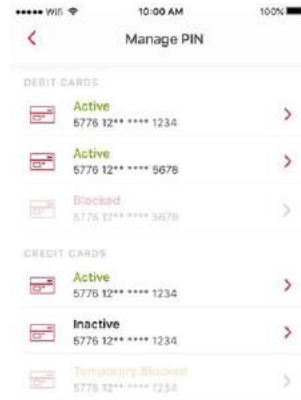 Wifi 10:00 AM 100%
Manage PIN
DEBIT CARDS
Active
5776 12** **** 1234
Active
5776 12** **** 5678
Blocked
5776 12** **** 5678
CREDIT CARDS
Active
5776 12** **** 1234
Inactive
5776 12** **** 1234
Temporary Blocked
5776 12** **** 1234